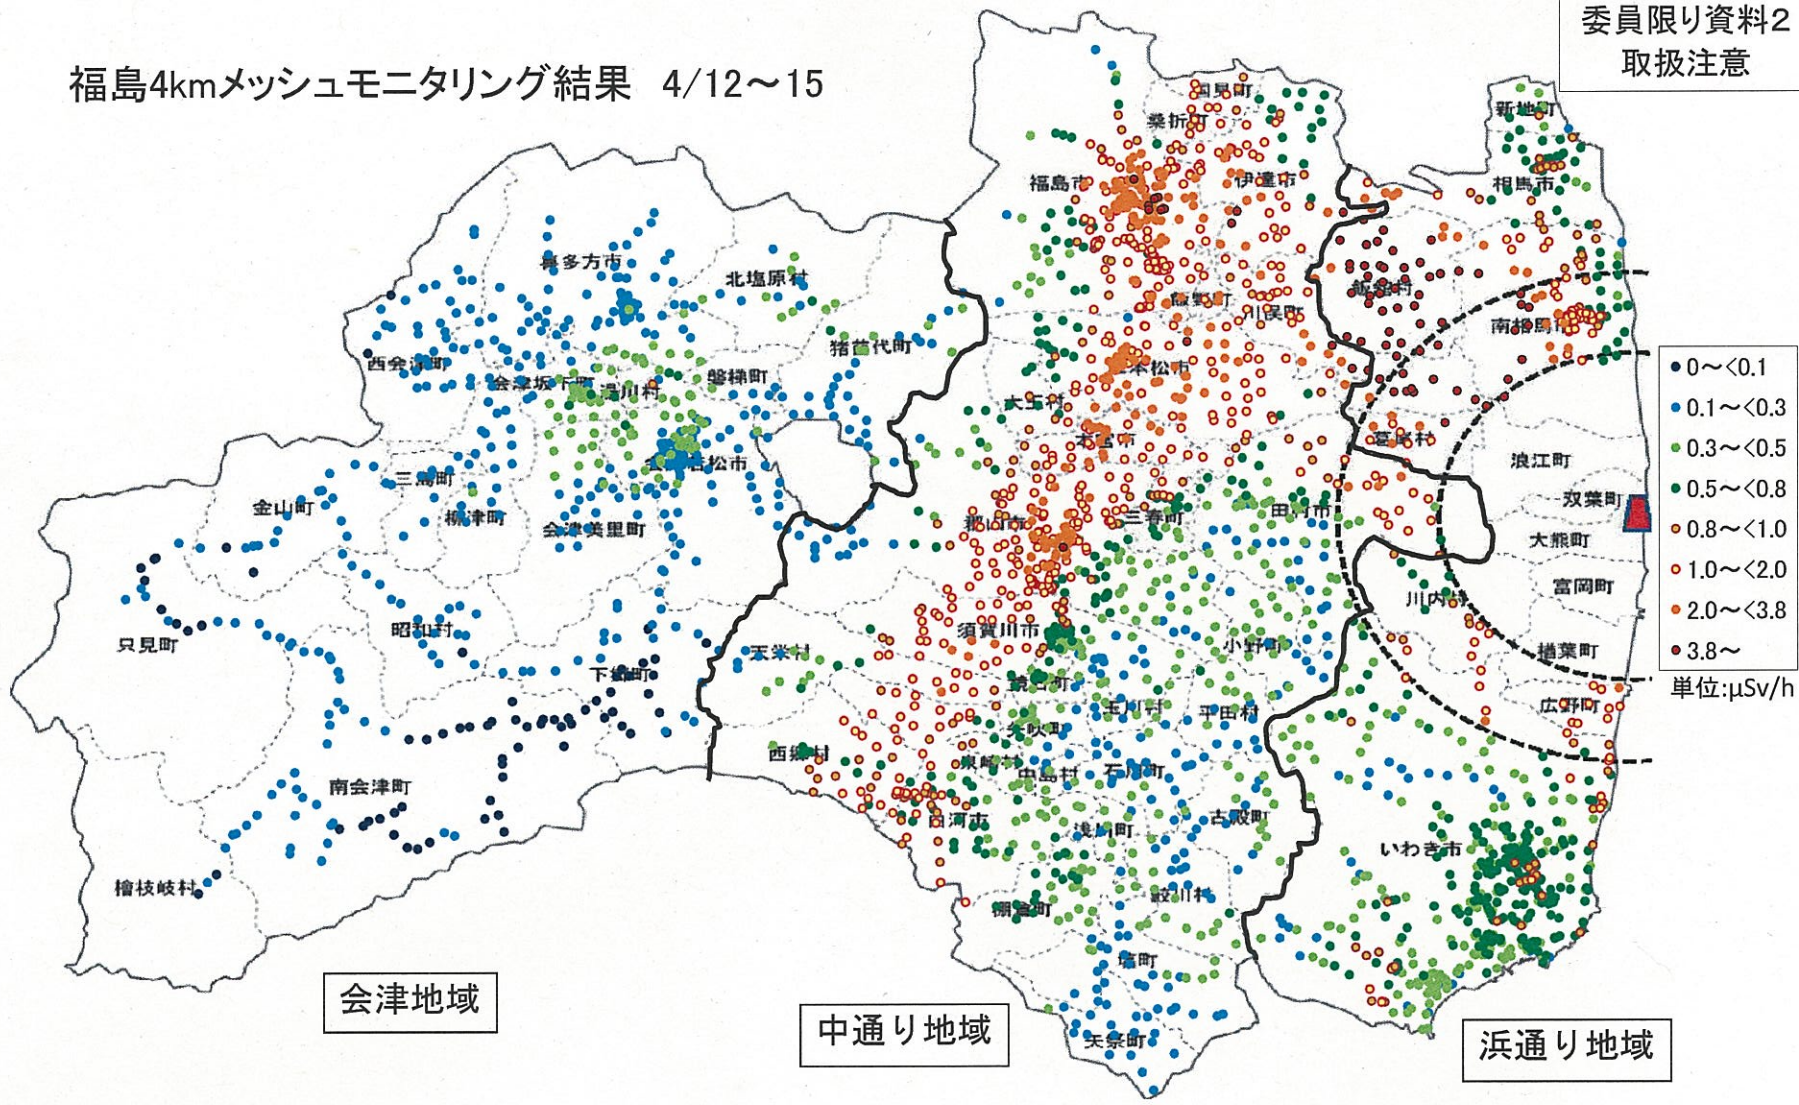 委員限り資料2
取扱注意
福島4kmメッシュモニタリング結果 4/12～15
国見町
桑折町
新地町
福島市
伊達市
相馬市
喜多方市
北塩原村
飯野町
川俣町
飯舘村
南相馬市
猪苗代町
西会津町
会津坂下町
湯川村
磐梯町
二本松市
大玉村
本宮市
葛尾村
浪江町
会津若松市
三島町
金山町
柳津町
会津美里町
郡山市
三春町
田村市
双葉町
大熊町
富岡町
川内村
楢葉町
広野町
只見町
昭和村
下郷町
天栄村
須賀川市
小野町
鏡石町
玉川村
平田村
矢吹町
西郷村
泉崎村
中島村
石川町
南会津町
白河市
浅川町
古殿町
いわき市
檜枝岐村
棚倉町
鮫川村
塙町
矢祭町
会津地域
中通り地域
浜通り地域
0～<0.1
0.1～<0.3
0.3～<0.5
0.5～<0.8
0.8～<1.0
1.0～<2.0
2.0～<3.8
3.8～
単位:μSv/h